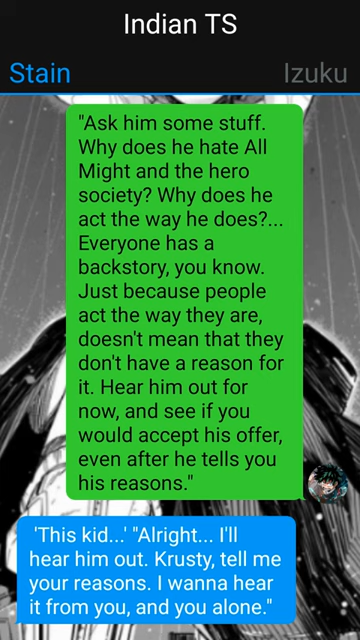 Indian TS
Stain
Izuku
"Ask him some stuff.
Why does he hate All
Might and the hero
society? Why does he
act the way he does?...
Everyone has a
backstory, you know.
Just because people
act the way they are,
doesn't mean that they
don't have a reason for
it. Hear him out for
now, and see if you
would accept his offer,
even after he tells you
his reasons."
'This kid...' "Alright... I'll
hear him out. Krusty, tell me
your reasons. I wanna hear
it from you, and you alone."